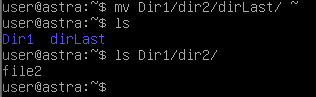 user@astra:~$ mv Dir1/dir2/dirLast/ ~
user@astra:~$ ls
Dir1  dirLast
user@astra:~$ ls Dir1/dir2/
file2
user@astra:~$